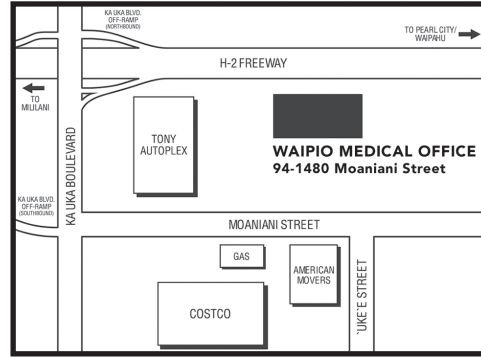 KA UKA BLVD.
OFF-RAMP
(NORTHBOUND)
TO PEARL CITY/
WAIPAHU
H-2 FREEWAY
TO
MILILANI
TONY
AUTOPLEX
WAIPIO MEDICAL OFFICE
94-1480 Moaniani Street
KA UKA BOULEVARD
KA UKA BLVD.
OFF-RAMP
(SOUTHBOUND)
MOANIANI STREET
GAS
AMERICAN
MOVERS
COSTCO
'UKE'E STREET